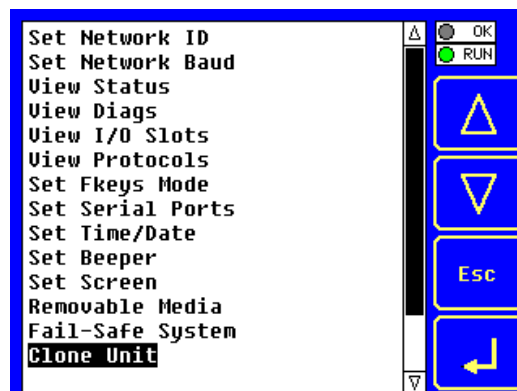 Set Network ID
Set Network Baud
View Status
View Diags
View I/O Slots
View Protocols
Set Fkeys Mode
Set Serial Ports
Set Time/Date
Set Beeper
Set Screen
Removable Media
Fail-Safe System
Clone Unit
OK
RUN
Esc